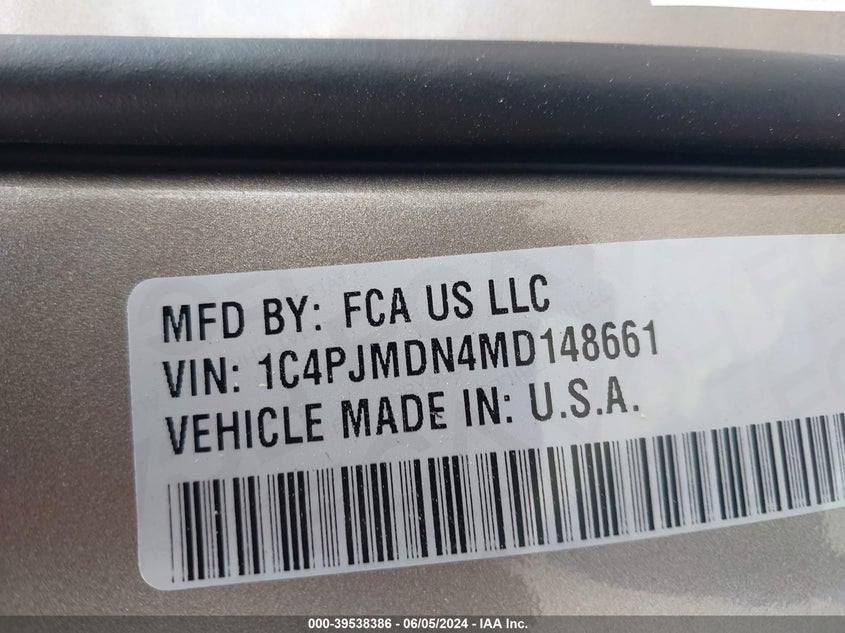 MFD BY: FCA US LLC
VIN: 1C4PJMDN4MD148661
VEHICLE MADE IN: U.S.A.
000-39538386 - 06/05/2024 - IAA Inc.